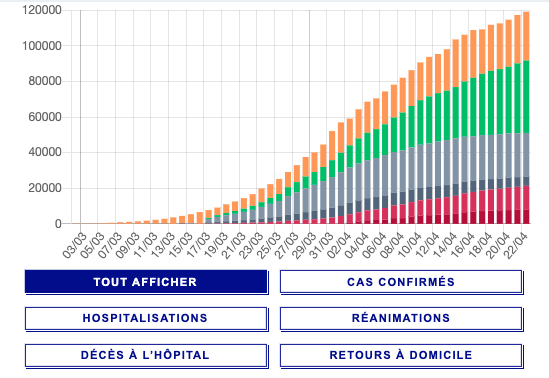 120000
100000
80000
60000
40000
20000
0
03/03 05/03 07/03 09/03 11/03 13/03 15/03 17/03 19/03 21/03 23/03 25/03 27/03 29/03 31/03 02/04 04/04 06/04 08/04 10/04 12/04 14/04 16/04 18/04 20/04 22/04
TOUT AFFICHER
CAS CONFIRMÉS
HOSPITALISATIONS
RÉANIMATIONS
DÉCÈS À L'HÔPITAL
RETOURS À DOMICILE